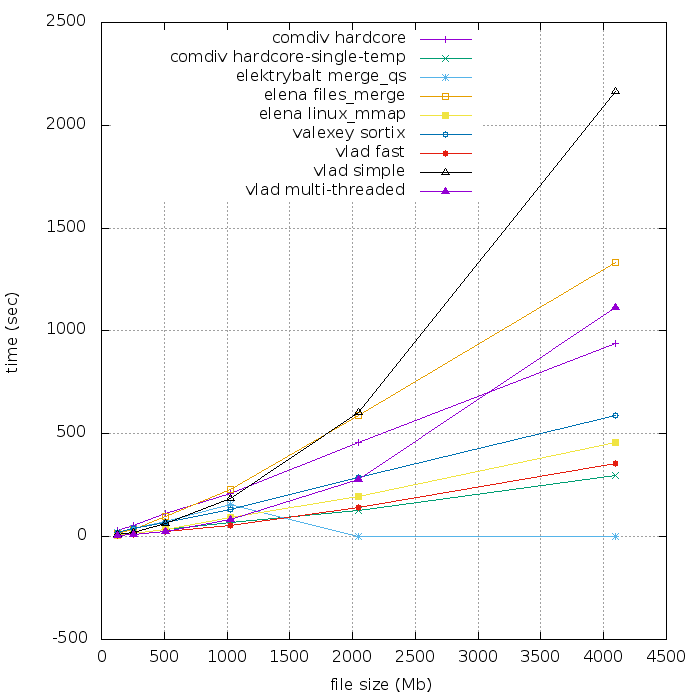 2500
2000
1500
1000
500
0
-500
time (sec)
comdiv hardcore
comdiv hardcore-single-temp
elektrybalt merge_qs
elena files_merge
elena linux_mmap
valexey sortix
vlad fast
vlad simple
vlad multi-threaded
0 500 1000 1500 2000 2500 3000 3500 4000 4500
file size (Mb)